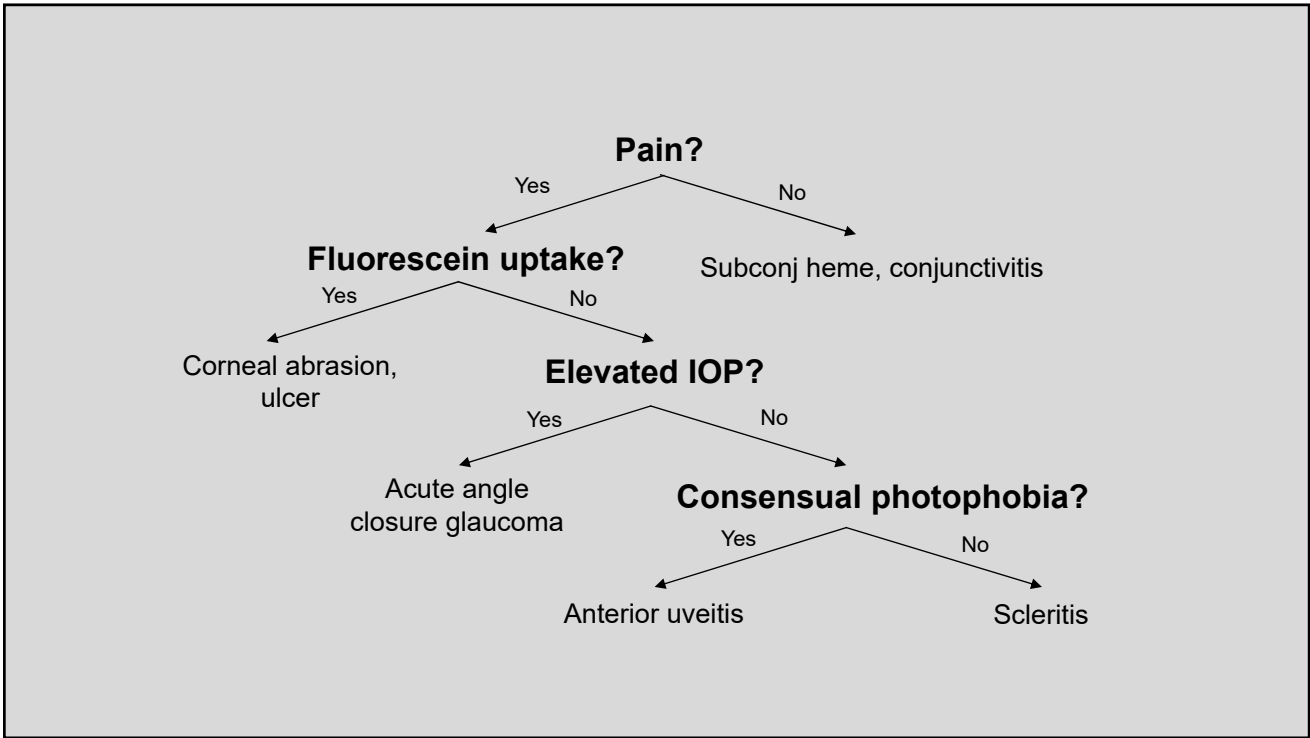 Pain?
Yes
No
Fluorescein uptake?
Subconj heme, conjunctivitis
Yes
No
Corneal abrasion,
ulcer
Elevated IOP?
Yes
No
Acute angle
closure glaucoma
Consensual photophobia?
Yes
No
Anterior uveitis
Scleritis